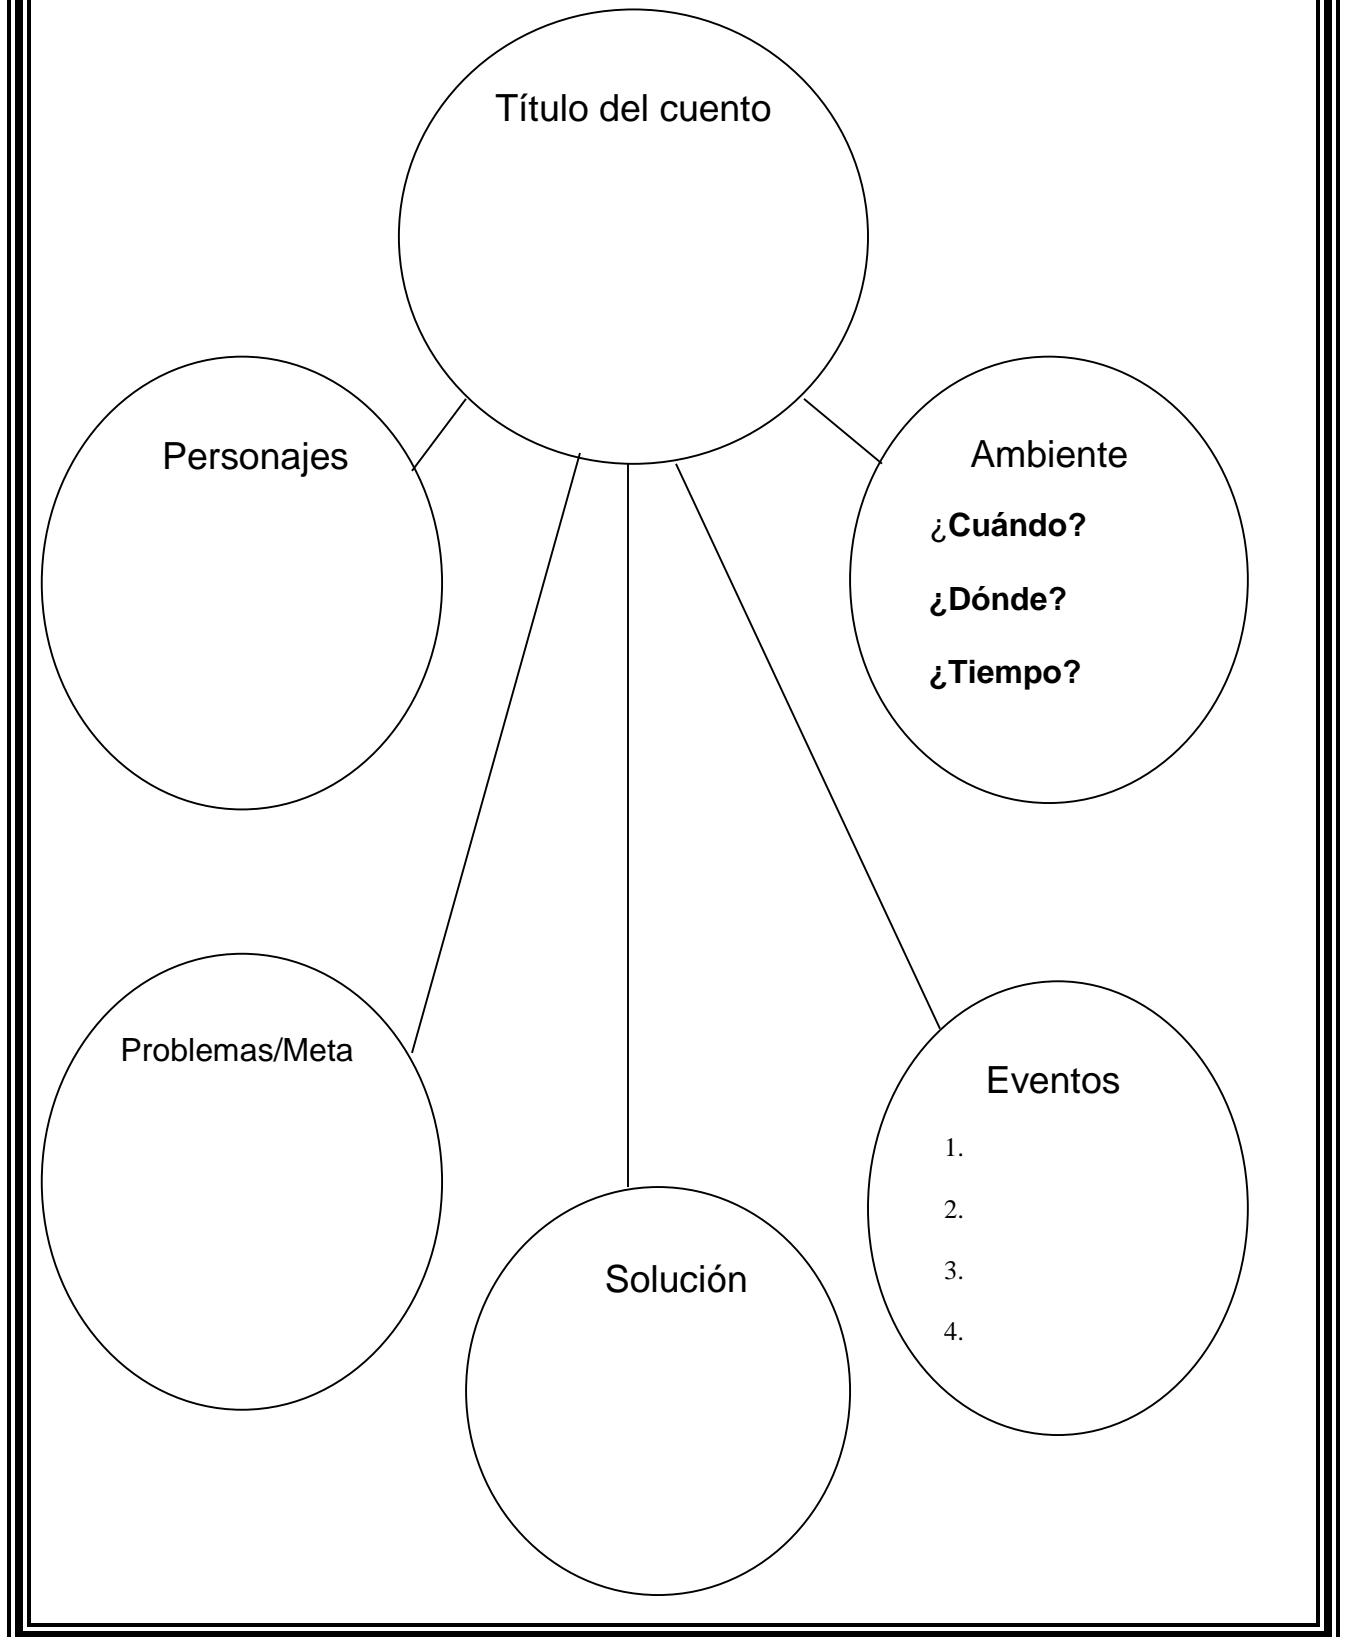 Título del cuento
Personajes
Ambiente
¿Cuándo?
¿Dónde?
¿Tiempo?
Problemas/Meta
Eventos
1.
2.
3.
4.
Solución